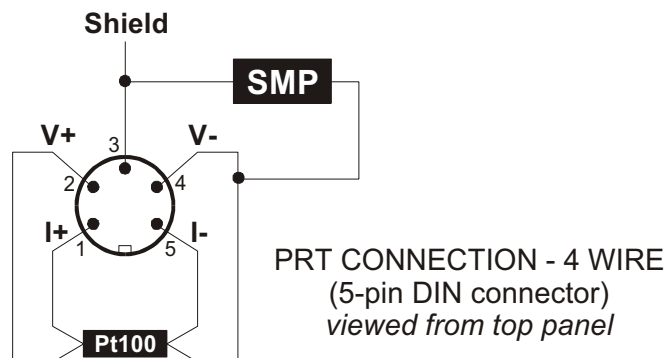 Shield
SMP
V+
3
V-
2
4
I+
1
5
I-
PRT CONNECTION - 4 WIRE
(5-pin DIN connector)
viewed from top panel
Pt100